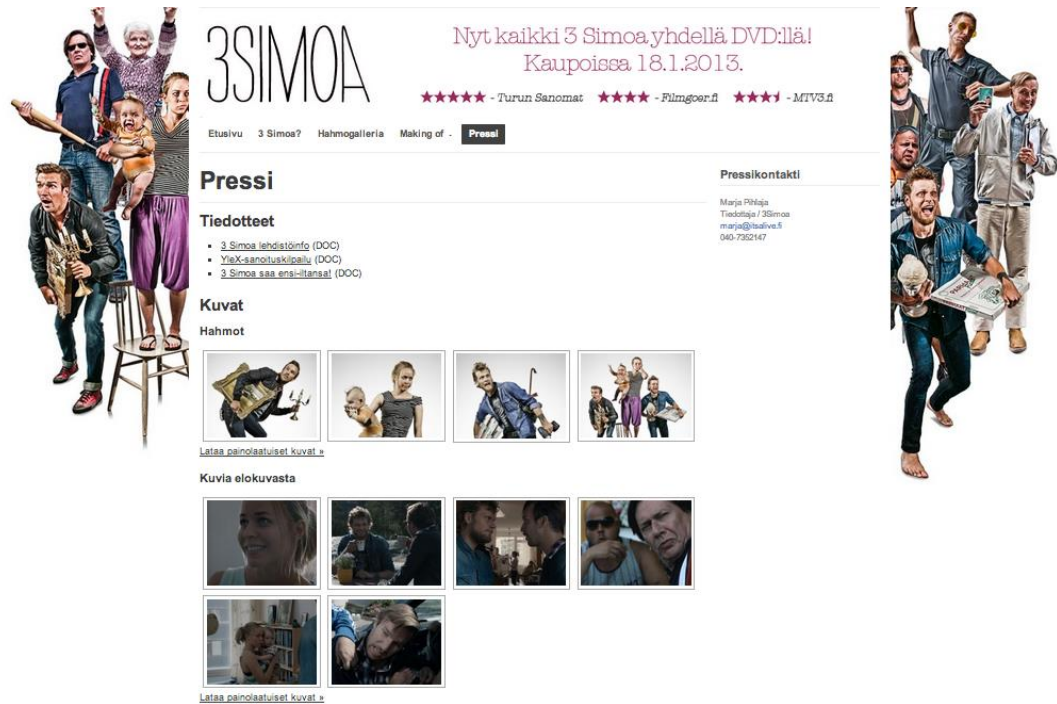 3SIMOA
Nyt kaikki 3 Simoa yhdellä DVD:llä!
Kaupoissa 18.1.2013.
★★★★★ - Turun Sanomat ★★★★ - Filmgoer.fi ★★★ - MTV3.fi
Etusivu 3 Simoa? Hahmogalleria Making of - Pressi
Pressi
Tiedotteet
3 Simoa lehdistöinfo (DOC)
YleX-sanoituskilpailu (DOC)
3 Simoa saa ensi-iltansa! (DOC)
Kuvat
Hahmot
Lataa painolaatuiset kuvat »
Kuvia elokuvasta
Lataa painolaatuiset kuvat »
Pressikontakti
Marja Pihlaja
Tiedottaja / 3Simoa
marja@itsalive.fi
040-7352147